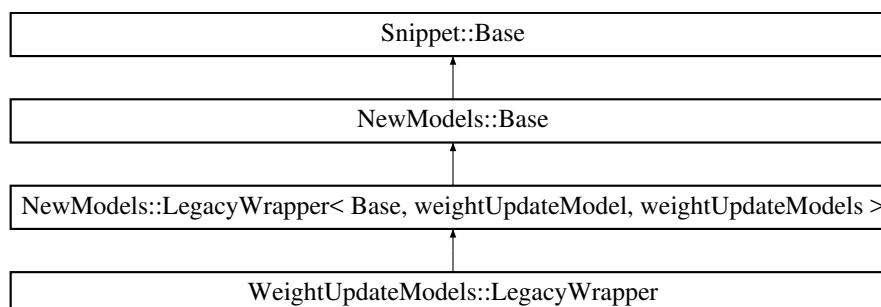 Snippet::Base
NewModels::Base
NewModels::LegacyWrapper< Base, weightUpdateModel, weightUpdateModels >
WeightUpdateModels::LegacyWrapper